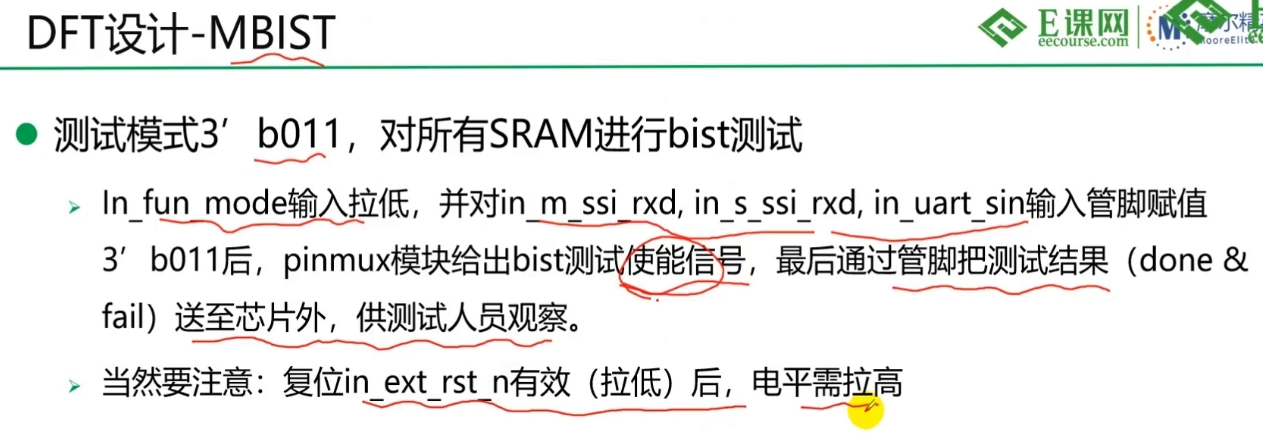 DFT设计-MBIST
E课网
eecourse.com
MooreElite
测试模式3’b011，对所有SRAM进行bist测试
In_fun_mode输入拉低，并对in_m_ssi_rxd, in_s_ssi_rxd, in_uart_sin输入管脚赋值
3’b011后，pinmux模块给出bist测试使能信号，最后通过管脚把测试结果（done &
fail）送至芯片外，供测试人员观察。
当然要注意：复位in_ext_rst_n有效（拉低）后，电平需拉高